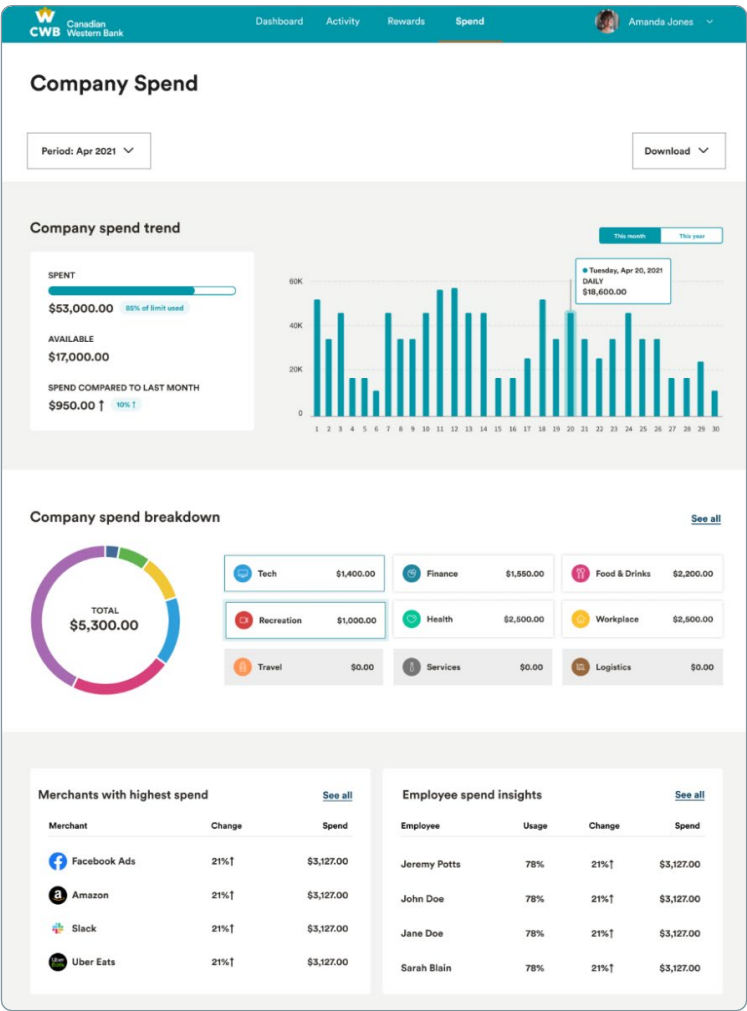 CWB Canadian Western Bank
Dashboard Activity Rewards Spend Amanda Jones
Company Spend
Period: Apr 2021 Download
Company spend trend
This month This year
SPENT
$53,000.00 85% of limit used
AVAILABLE
$17,000.00
SPEND COMPARED TO LAST MONTH
$950.00 ↑ 10% ↑
Tuesday, Apr 20, 2021
DAILY
$18,600.00
60K
40K
20K
0
1 2 3 4 5 6 7 8 9 10 11 12 13 14 15 16 17 18 19 20 21 22 23 24 25 26 27 28 29 30
Company spend breakdown See all
TOTAL
$5,300.00
Tech $1,400.00 Finance $1,550.00 Food & Drinks $2,200.00
Recreation $1,000.00 Health $2,500.00 Workplace $2,500.00
Travel $0.00 Services $0.00 Logistics $0.00
Merchants with highest spend See all
Merchant Change Spend
Facebook Ads 21%↑ $3,127.00
Amazon 21%↑ $3,127.00
Slack 21%↑ $3,127.00
Uber Eats 21%↑ $3,127.00
Employee spend insights See all
Employee Usage Change Spend
Jeremy Potts 78% 21%↑ $3,127.00
John Doe 78% 21%↑ $3,127.00
Jane Doe 78% 21%↑ $3,127.00
Sarah Blain 78% 21%↑ $3,127.00